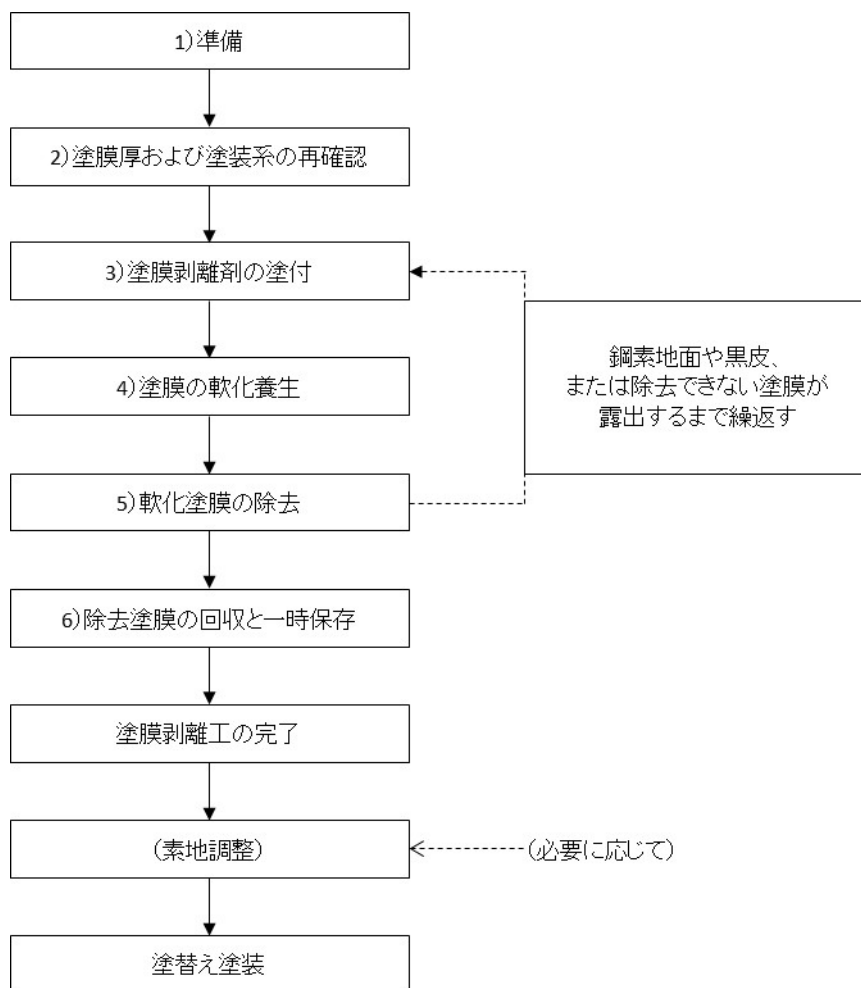 1)準備
2)塗膜厚および塗装系の再確認
3)塗膜剥離剤の塗付
4)塗膜の軟化養生
5)軟化塗膜の除去
鋼素地面や黒皮、
または除去できない塗膜が
露出するまで繰返す
6)除去塗膜の回収と一時保存
塗膜剥離工の完了
(素地調整)
(必要に応じて)
塗替え塗装